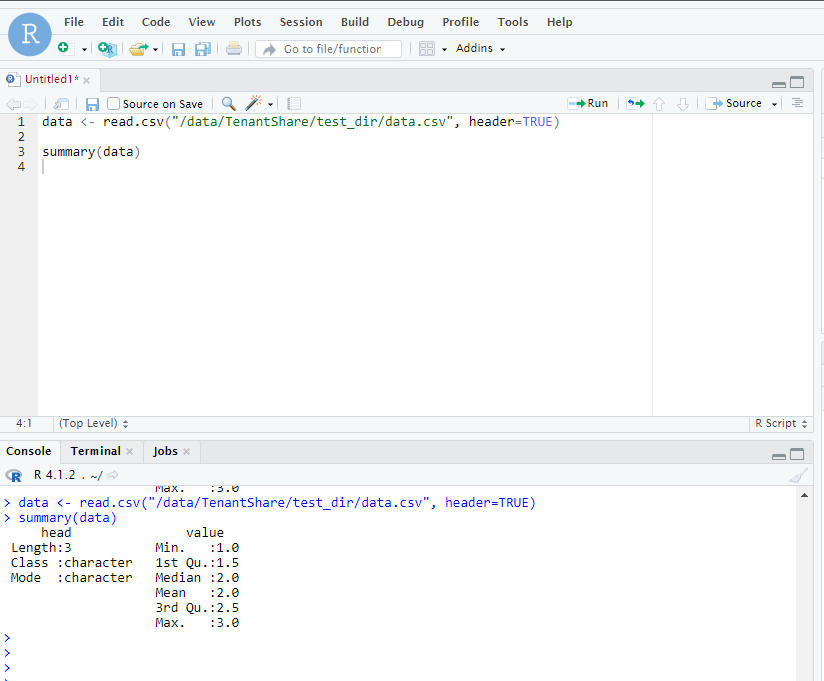 R File Edit Code View Plots Session Build Debug Profile Tools Help
Go to file/function Addins
Untitled1*
Source on Save Run Source
1 data <- read.csv("/data/TenantShare/test_dir/data.csv", header=TRUE)
2
3 summary(data)
4
4:1 (Top Level) R Script
Console Terminal Jobs
R R 4.1.2 . ~/
Max. :3.0
> data <- read.csv("/data/TenantShare/test_dir/data.csv", header=TRUE)
> summary(data)
head value
Length:3 Min. :1.0
Class :character 1st Qu.:1.5
Mode :character Median :2.0
Mean :2.0
3rd Qu.:2.5
Max. :3.0
>
>
>